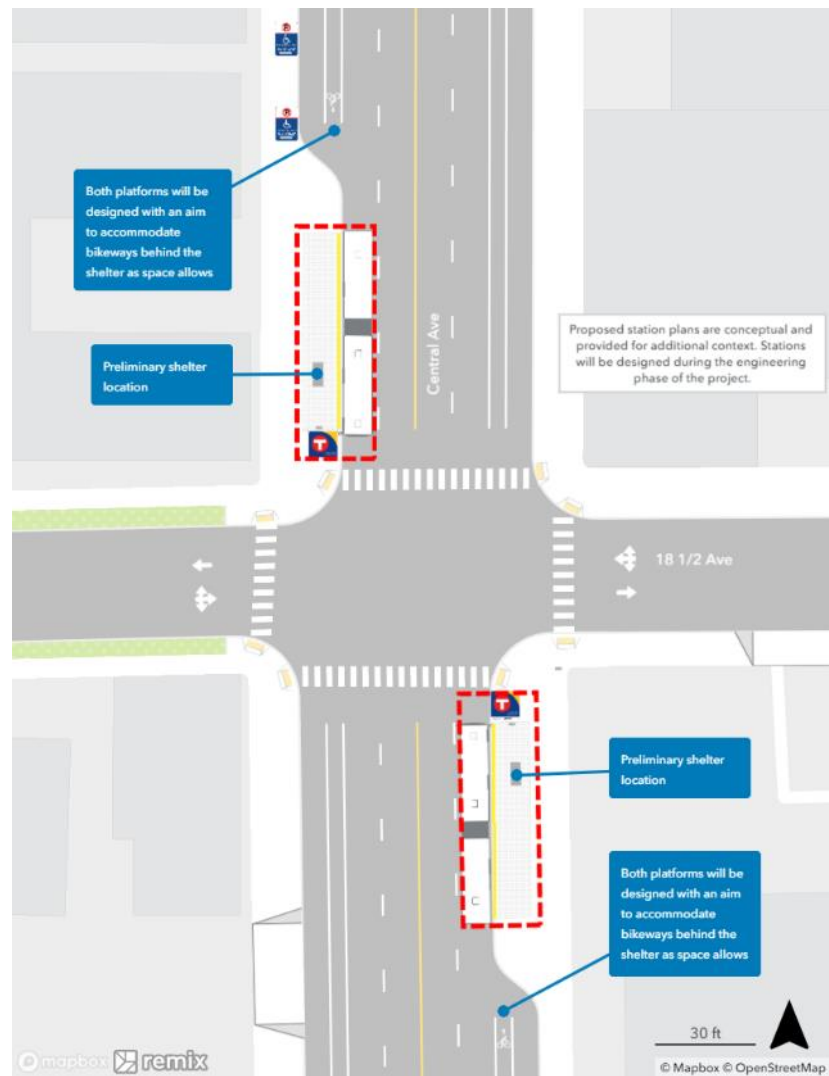 Both platforms will be
designed with an aim
to accommodate
bikeways behind the
shelter as space allows
Central Ave
Proposed station plans are conceptual and
provided for additional context. Stations
will be designed during the engineering
phase of the project.
Preliminary shelter
location
T
18 1/2 Ave
T
Preliminary shelter
location
Both platforms will be
designed with an aim
to accommodate
bikeways behind the
shelter as space allows
30 ft
mapbox remix
© Mapbox © OpenStreetMap